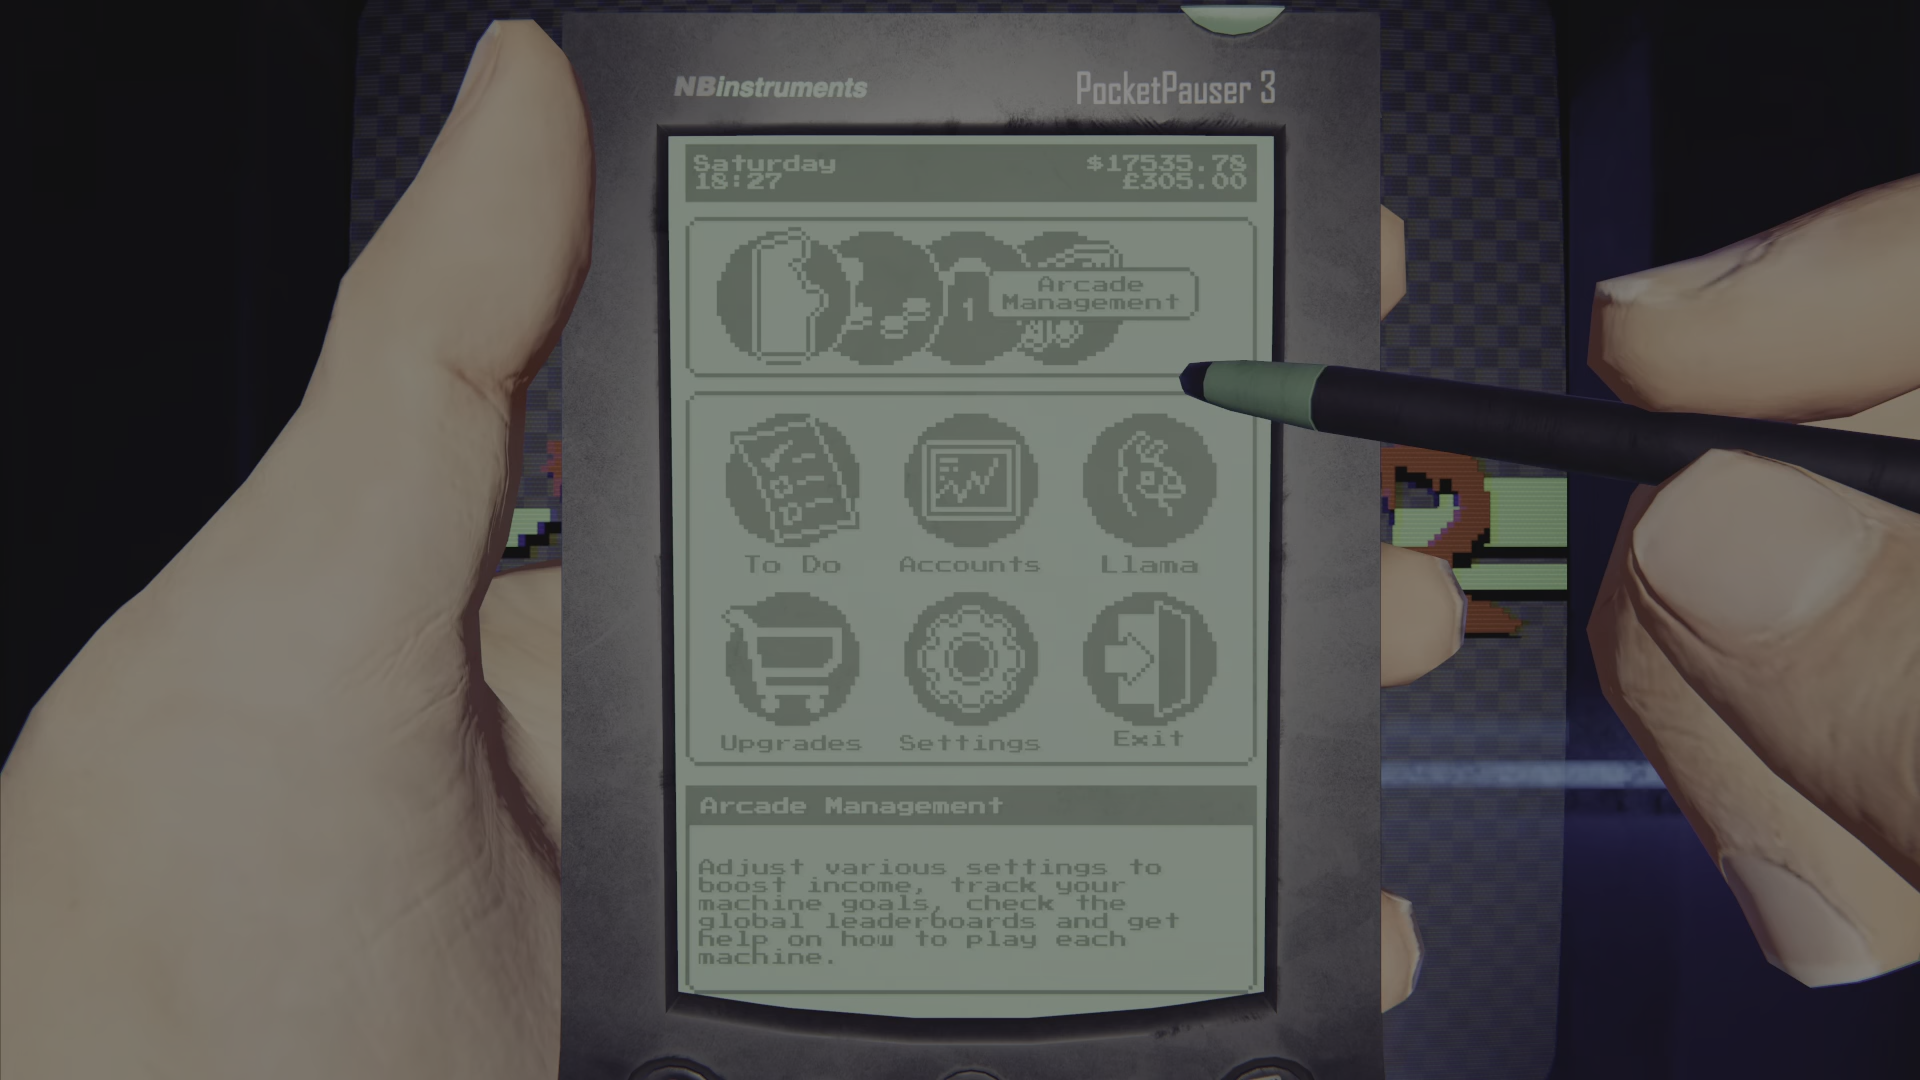 NBinstruments
PocketPauser 3
Saturday
18:27
$17535.78
£305.00
1
Arcade
Management
To Do
Accounts
Llama
Upgrades
Settings
Exit
Arcade Management
Adjust various settings to
boost income, track your
machine goals, check the
global leaderboards and get
help on how to play each
machine.